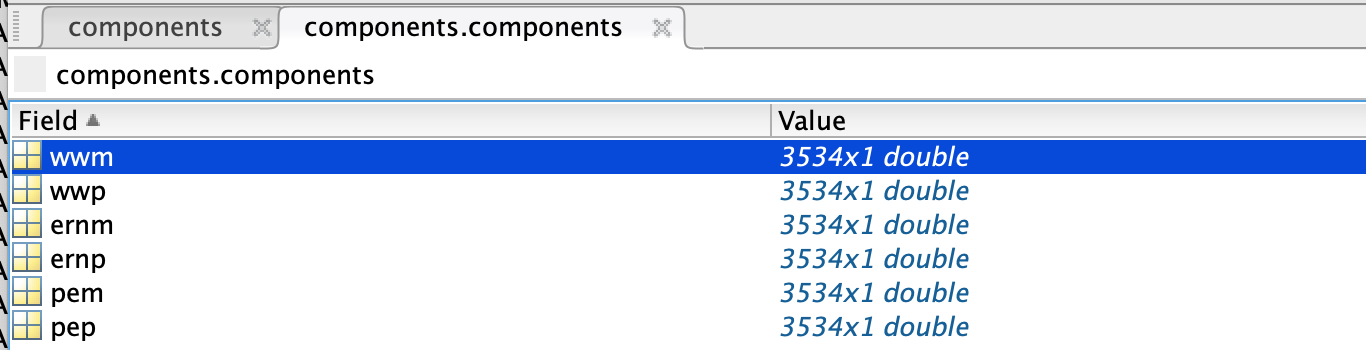 components components.components
components.components
Field Value
wwm 3534x1 double
wwp 3534x1 double
ernm 3534x1 double
ernp 3534x1 double
pem 3534x1 double
pep 3534x1 double